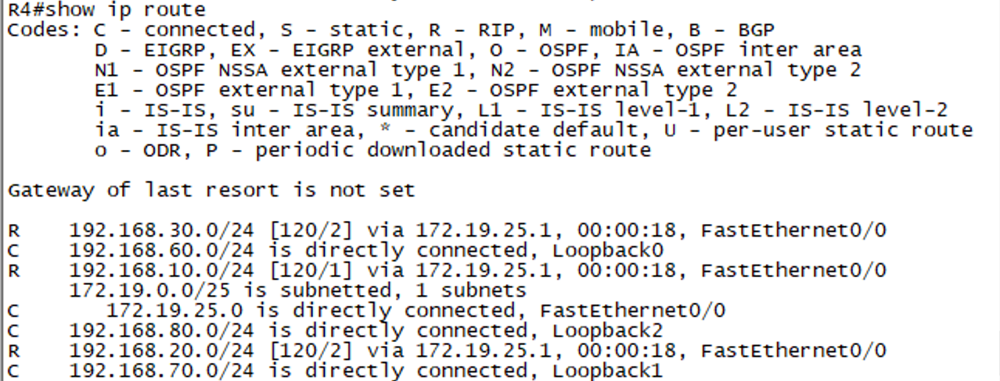 R4#show ip route
Codes: C - connected, S - static, R - RIP, M - mobile, B - BGP
       D - EIGRP, EX - EIGRP external, O - OSPF, IA - OSPF inter area
       N1 - OSPF NSSA external type 1, N2 - OSPF NSSA external type 2
       E1 - OSPF external type 1, E2 - OSPF external type 2
       i - IS-IS, su - IS-IS summary, L1 - IS-IS level-1, L2 - IS-IS level-2
       ia - IS-IS inter area, * - candidate default, U - per-user static route
       o - ODR, P - periodic downloaded static route

Gateway of last resort is not set

R    192.168.30.0/24 [120/2] via 172.19.25.1, 00:00:18, FastEthernet0/0
C    192.168.60.0/24 is directly connected, Loopback0
R    192.168.10.0/24 [120/1] via 172.19.25.1, 00:00:18, FastEthernet0/0
     172.19.0.0/25 is subnetted, 1 subnets
C       172.19.25.0 is directly connected, FastEthernet0/0
C    192.168.80.0/24 is directly connected, Loopback2
R    192.168.20.0/24 [120/2] via 172.19.25.1, 00:00:18, FastEthernet0/0
C    192.168.70.0/24 is directly connected, Loopback1